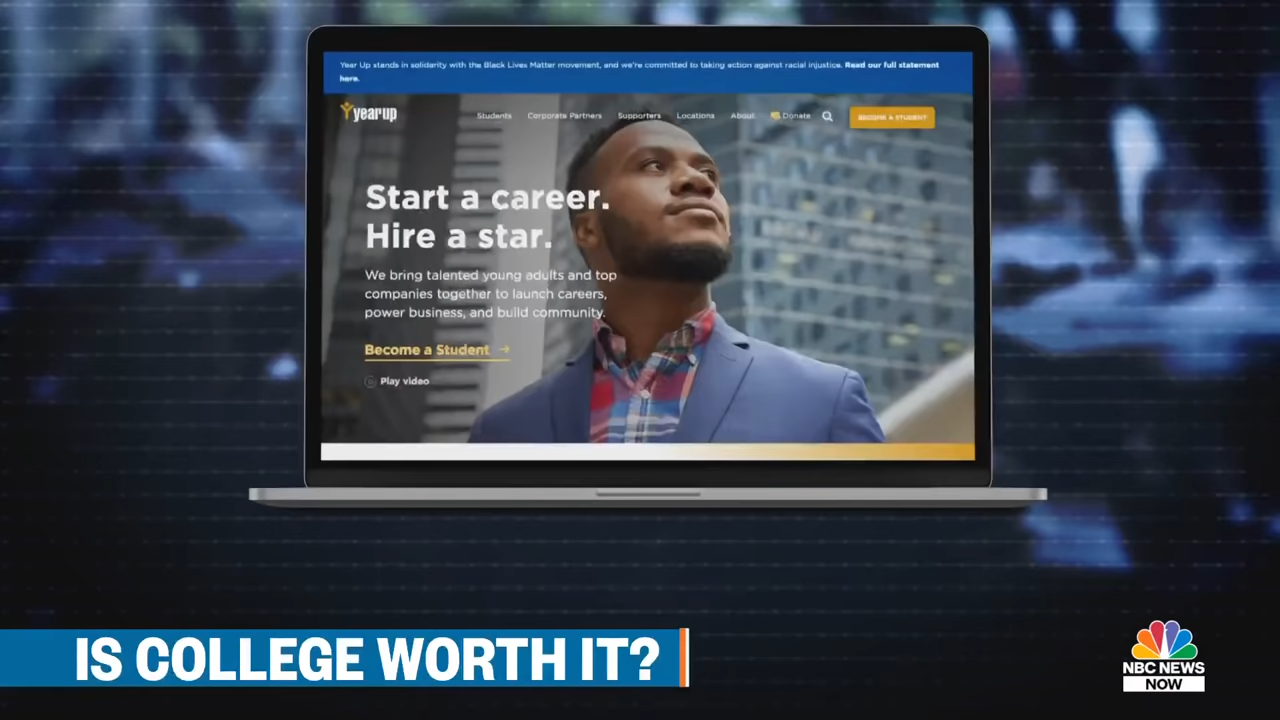 Year Up stands in solidarity with the Black Lives Matter movement, and we're committed to taking action against racial injustice. Read our full statement
here.
yearup
Students Corporate Partners Supporters Locations About Donate BECOME A STUDENT
Start a career.
Hire a star.
We bring talented young adults and top
companies together to launch careers,
power business, and build community.
Become a Student →
Play video
IS COLLEGE WORTH IT?
NBC NEWS
NOW